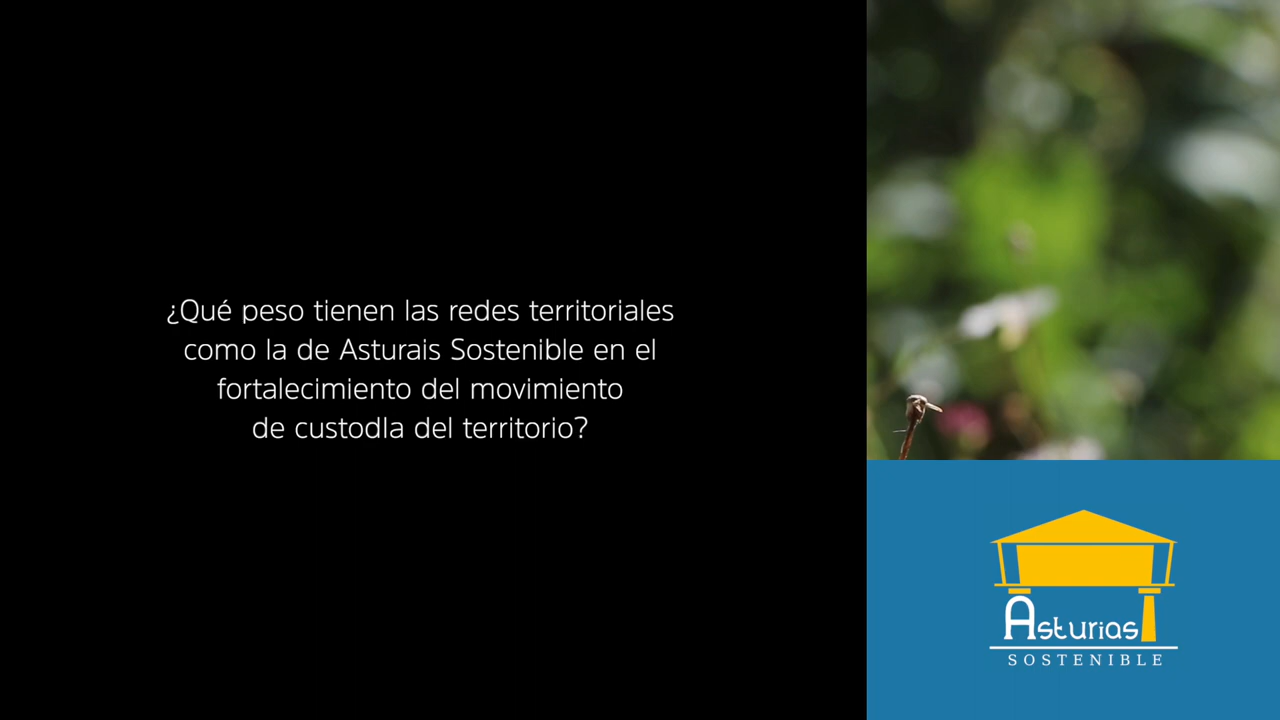 ¿Qué peso tienen las redes territoriales
como la de Asturais Sostenible en el
fortalecimiento del movimiento
de custodla del territorio?
Asturias
SOSTENIBLE